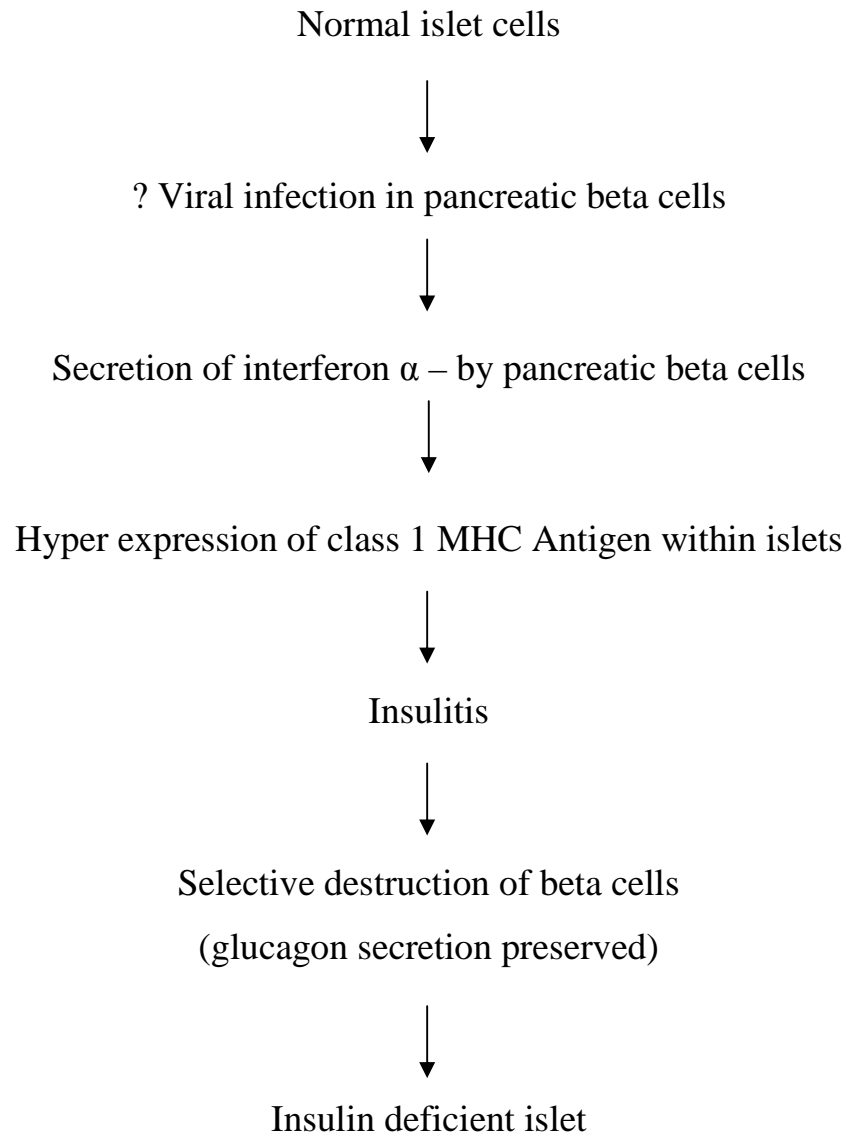 Normal islet cells
? Viral infection in pancreatic beta cells
Secretion of interferon α – by pancreatic beta cells
Hyper expression of class 1 MHC Antigen within islets
Insulitis
Selective destruction of beta cells
(glucagon secretion preserved)
Insulin deficient islet